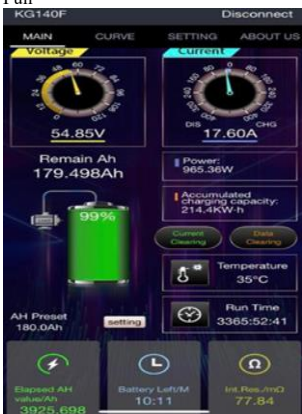 KG140F Disconnect
MAIN CURVE SETTING ABOUT US
Voltage Current
60
DIS CHG
54.85V 17.60A
Remain Ah
179.498Ah
Power:
965.36W
Accumulated
charging capacity:
214.4KW·h
99%
Current
Clearing
Data
Clearing
Temperature
35°C
AH Preset
180.0Ah
setting
Run Time
3365:52:41
Elapsed AH
value/Ah
3925.698
Battery Left/M
10:11
Int.Res./mΩ
77.84